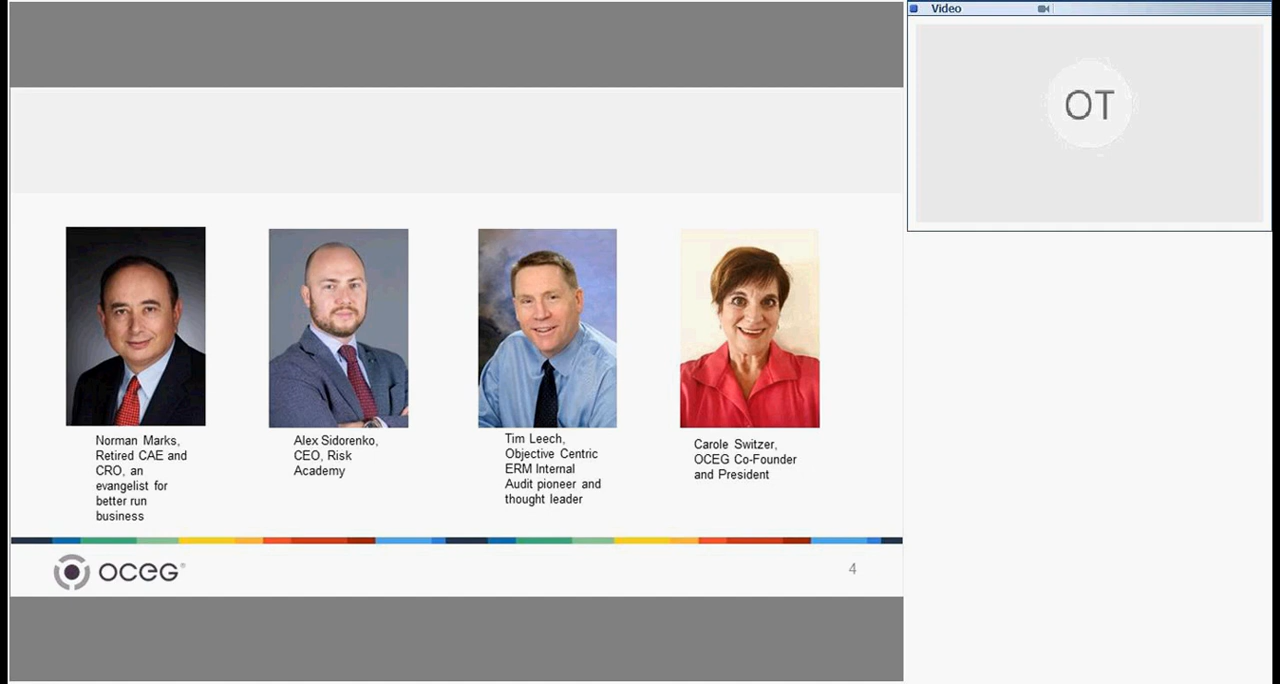 Video
OT
Norman Marks,
Retired CAE and
CRO, an
evangelist for
better run
business
Alex Sidorenko,
CEO, Risk
Academy
Tim Leech,
Objective Centric
ERM Internal
Audit pioneer and
thought leader
Carole Switzer,
OCEG Co-Founder
and President
OCEG®
4